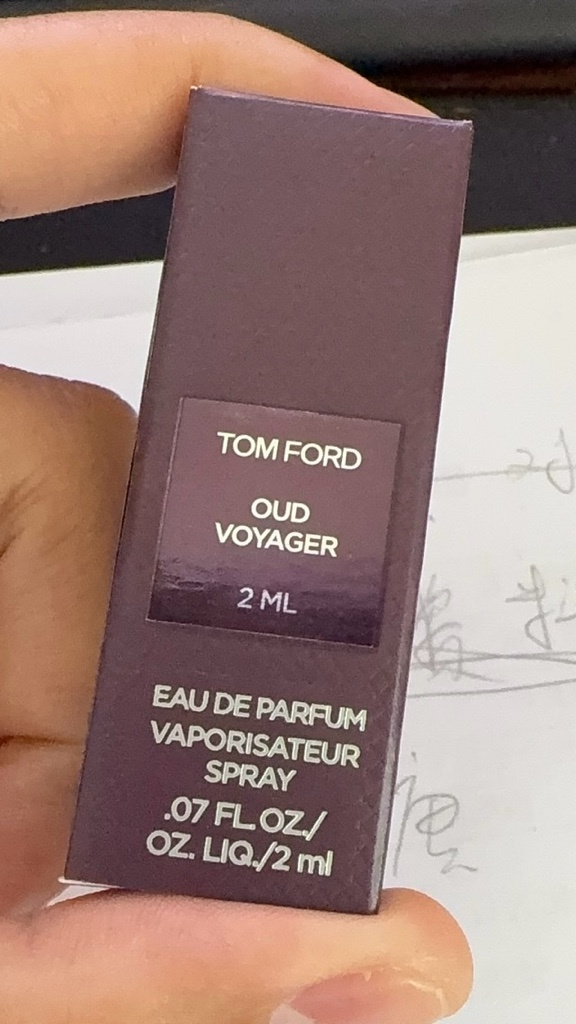 TOM FORD
OUD
VOYAGER
2 ML
EAU DE PARFUM
VAPORISATEUR
SPRAY
.07 FL. OZ./
OZ. LIQ./2 ml